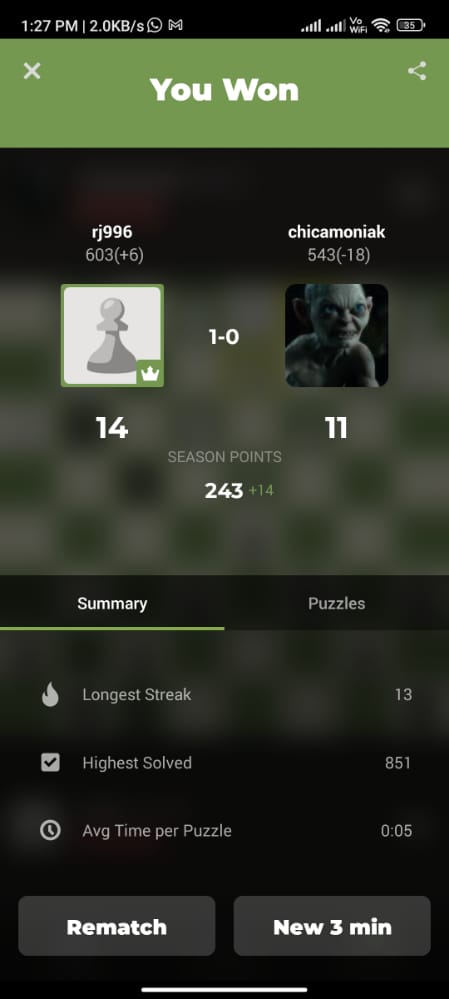 1:27 PM | 2.0KB/s
Vo
WiFi
35
You Won
rj996
chicamoniak
603(+6)
543(-18)
1-0
14
11
SEASON POINTS
243 +14
Summary
Puzzles
Longest Streak
13
Highest Solved
851
Avg Time per Puzzle
0:05
Rematch
New 3 min